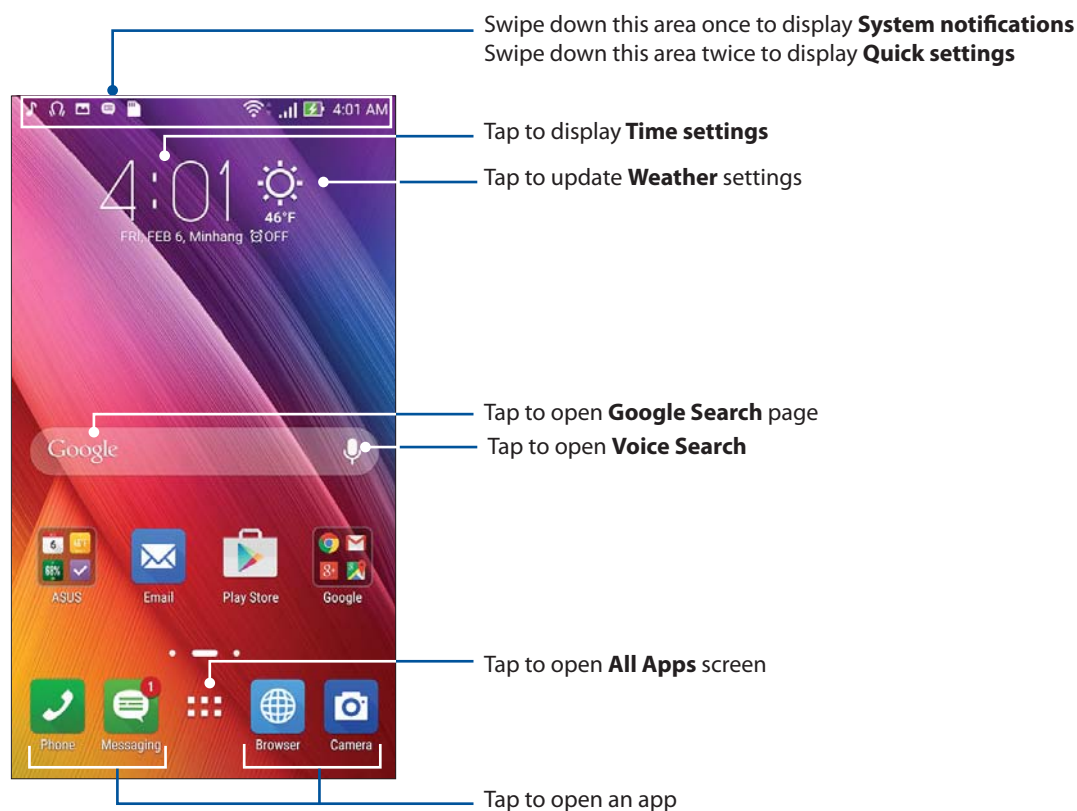 Swipe down this area once to display System notifications
Swipe down this area twice to display Quick settings
4:01 AM
Tap to display Time settings
Tap to update Weather settings
4:01
46°F
FRI, FEB 6, Minhang OFF
Tap to open Google Search page
Google
Tap to open Voice Search
6
68%
8+
ASUS
Email
Play Store
Google
Tap to open All Apps screen
1
Phone
Messaging
Browser
Camera
Tap to open an app